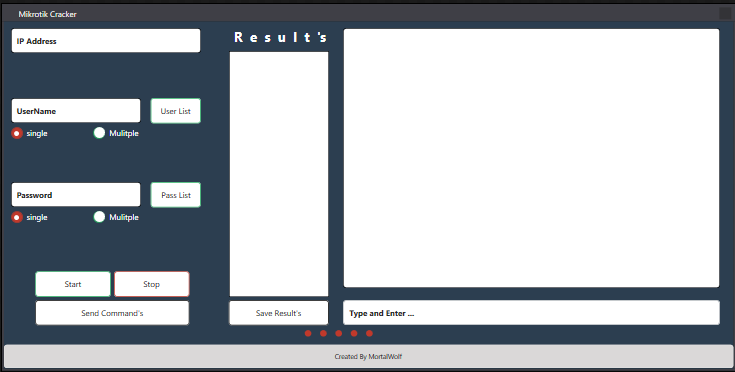 Mikrotik Cracker
IP Address
UserName
User List
single
Mulitple
Password
Pass List
single
Mulitple
Start
Stop
Send Command's
Result's
Save Result's
Type and Enter ...
Created By MortalWolf